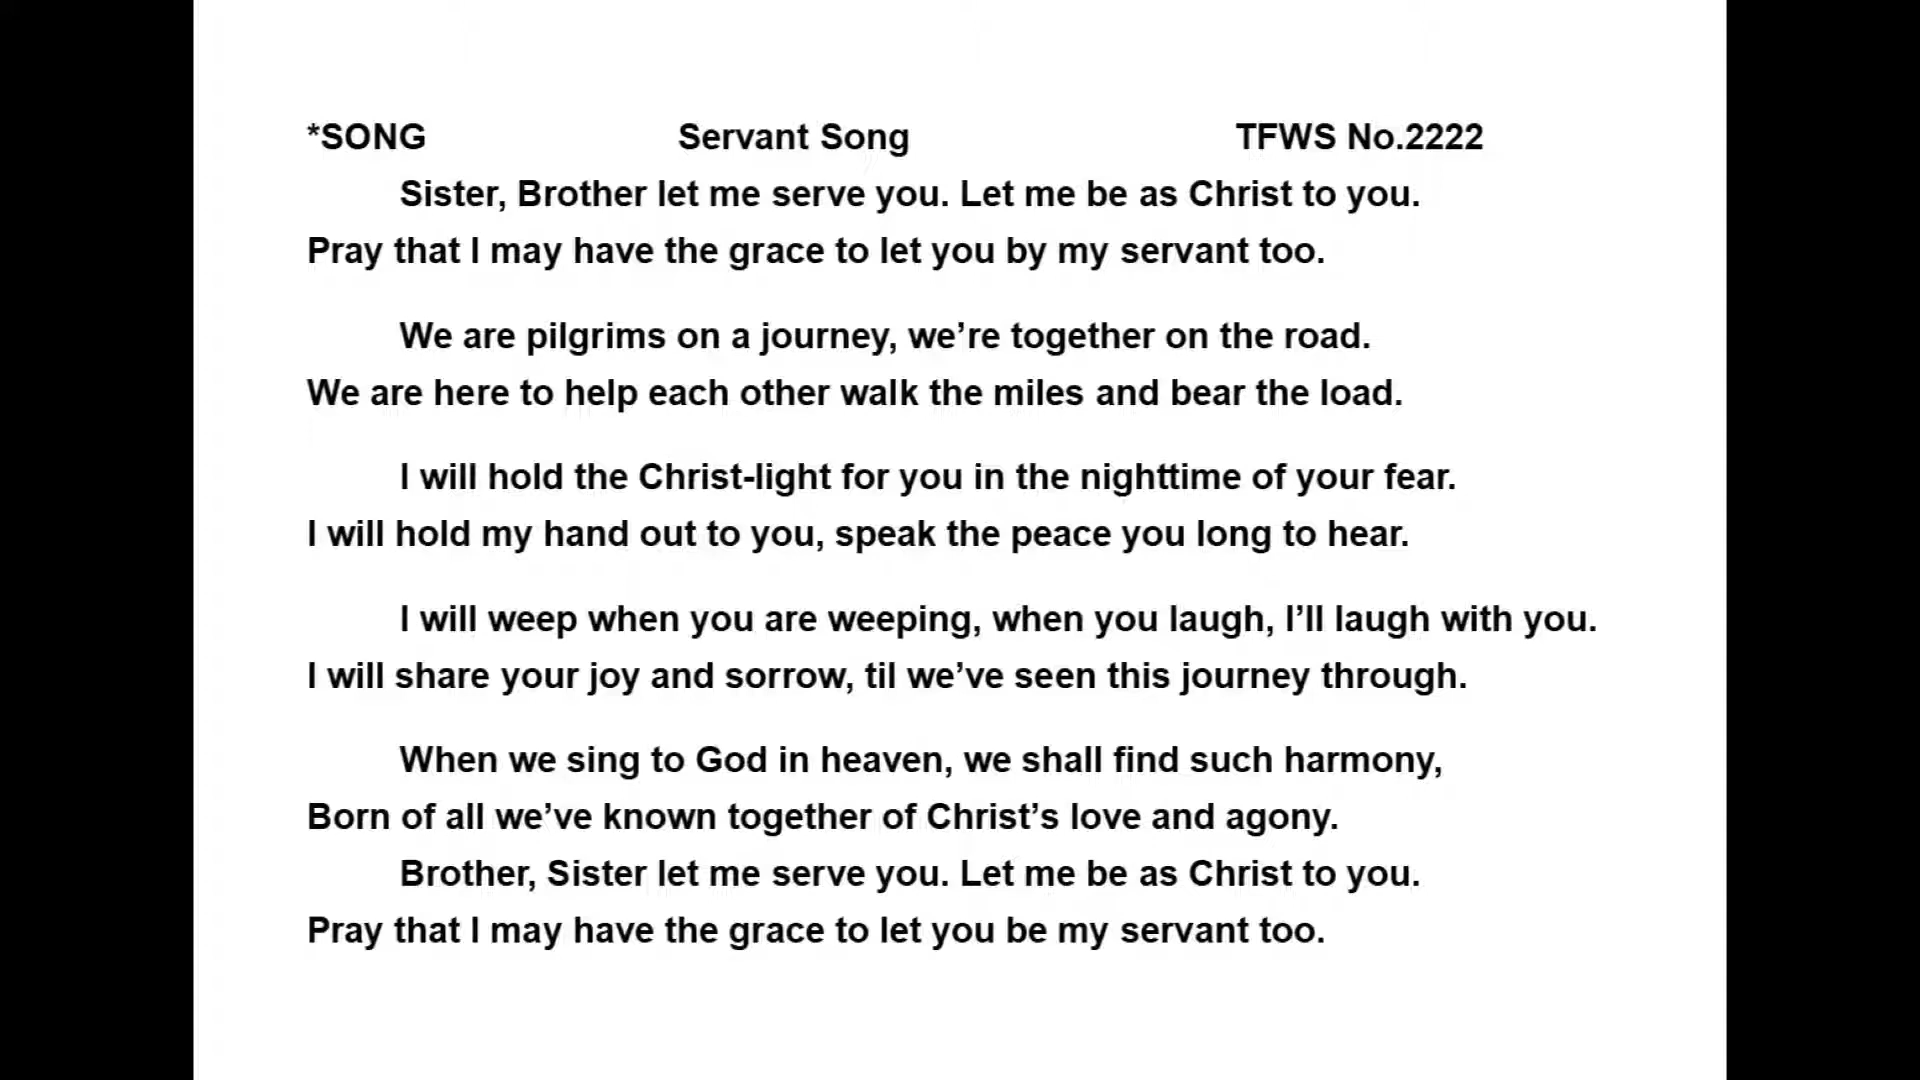 *SONG Servant Song TFWS No.2222
Sister, Brother let me serve you. Let me be as Christ to you.
Pray that I may have the grace to let you by my servant too.
We are pilgrims on a journey, we’re together on the road.
We are here to help each other walk the miles and bear the load.
I will hold the Christ-light for you in the nighttime of your fear.
I will hold my hand out to you, speak the peace you long to hear.
I will weep when you are weeping, when you laugh, I’ll laugh with you.
I will share your joy and sorrow, til we’ve seen this journey through.
When we sing to God in heaven, we shall find such harmony,
Born of all we’ve known together of Christ’s love and agony.
Brother, Sister let me serve you. Let me be as Christ to you.
Pray that I may have the grace to let you be my servant too.